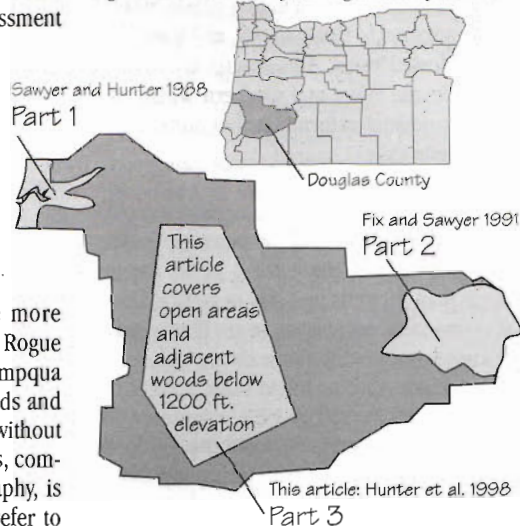 ssment
Sawyer and Hunter 1988
Part 1
Douglas County
Fix and Sawyer 1991
Part 2
This
article
covers
open areas
and
adjacent
woods below
1200 ft.
elevation
more
Rogue
mpqua
ds and
without
s, com-
phy, is
efer to
This article: Hunter et al. 1998
Part 3